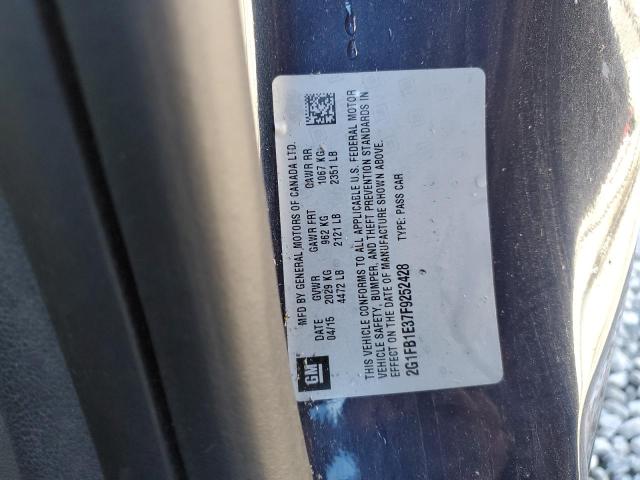 GM
MFD BY GENERAL MOTORS OF CANADA LTD.
DATE GVWR GAWR FRT GAWR RR
04/15 2029 KG 962 KG 1067 KG
4472 LB 2121 LB 2351 LB
THIS VEHICLE CONFORMS TO ALL APPLICABLE U.S. FEDERAL MOTOR
VEHICLE SAFETY, BUMPER, AND THEFT PREVENTION STANDARDS IN
EFFECT ON THE DATE OF MANUFACTURE SHOWN ABOVE.
2G1FB1E37F9252428 TYPE: PASS CAR